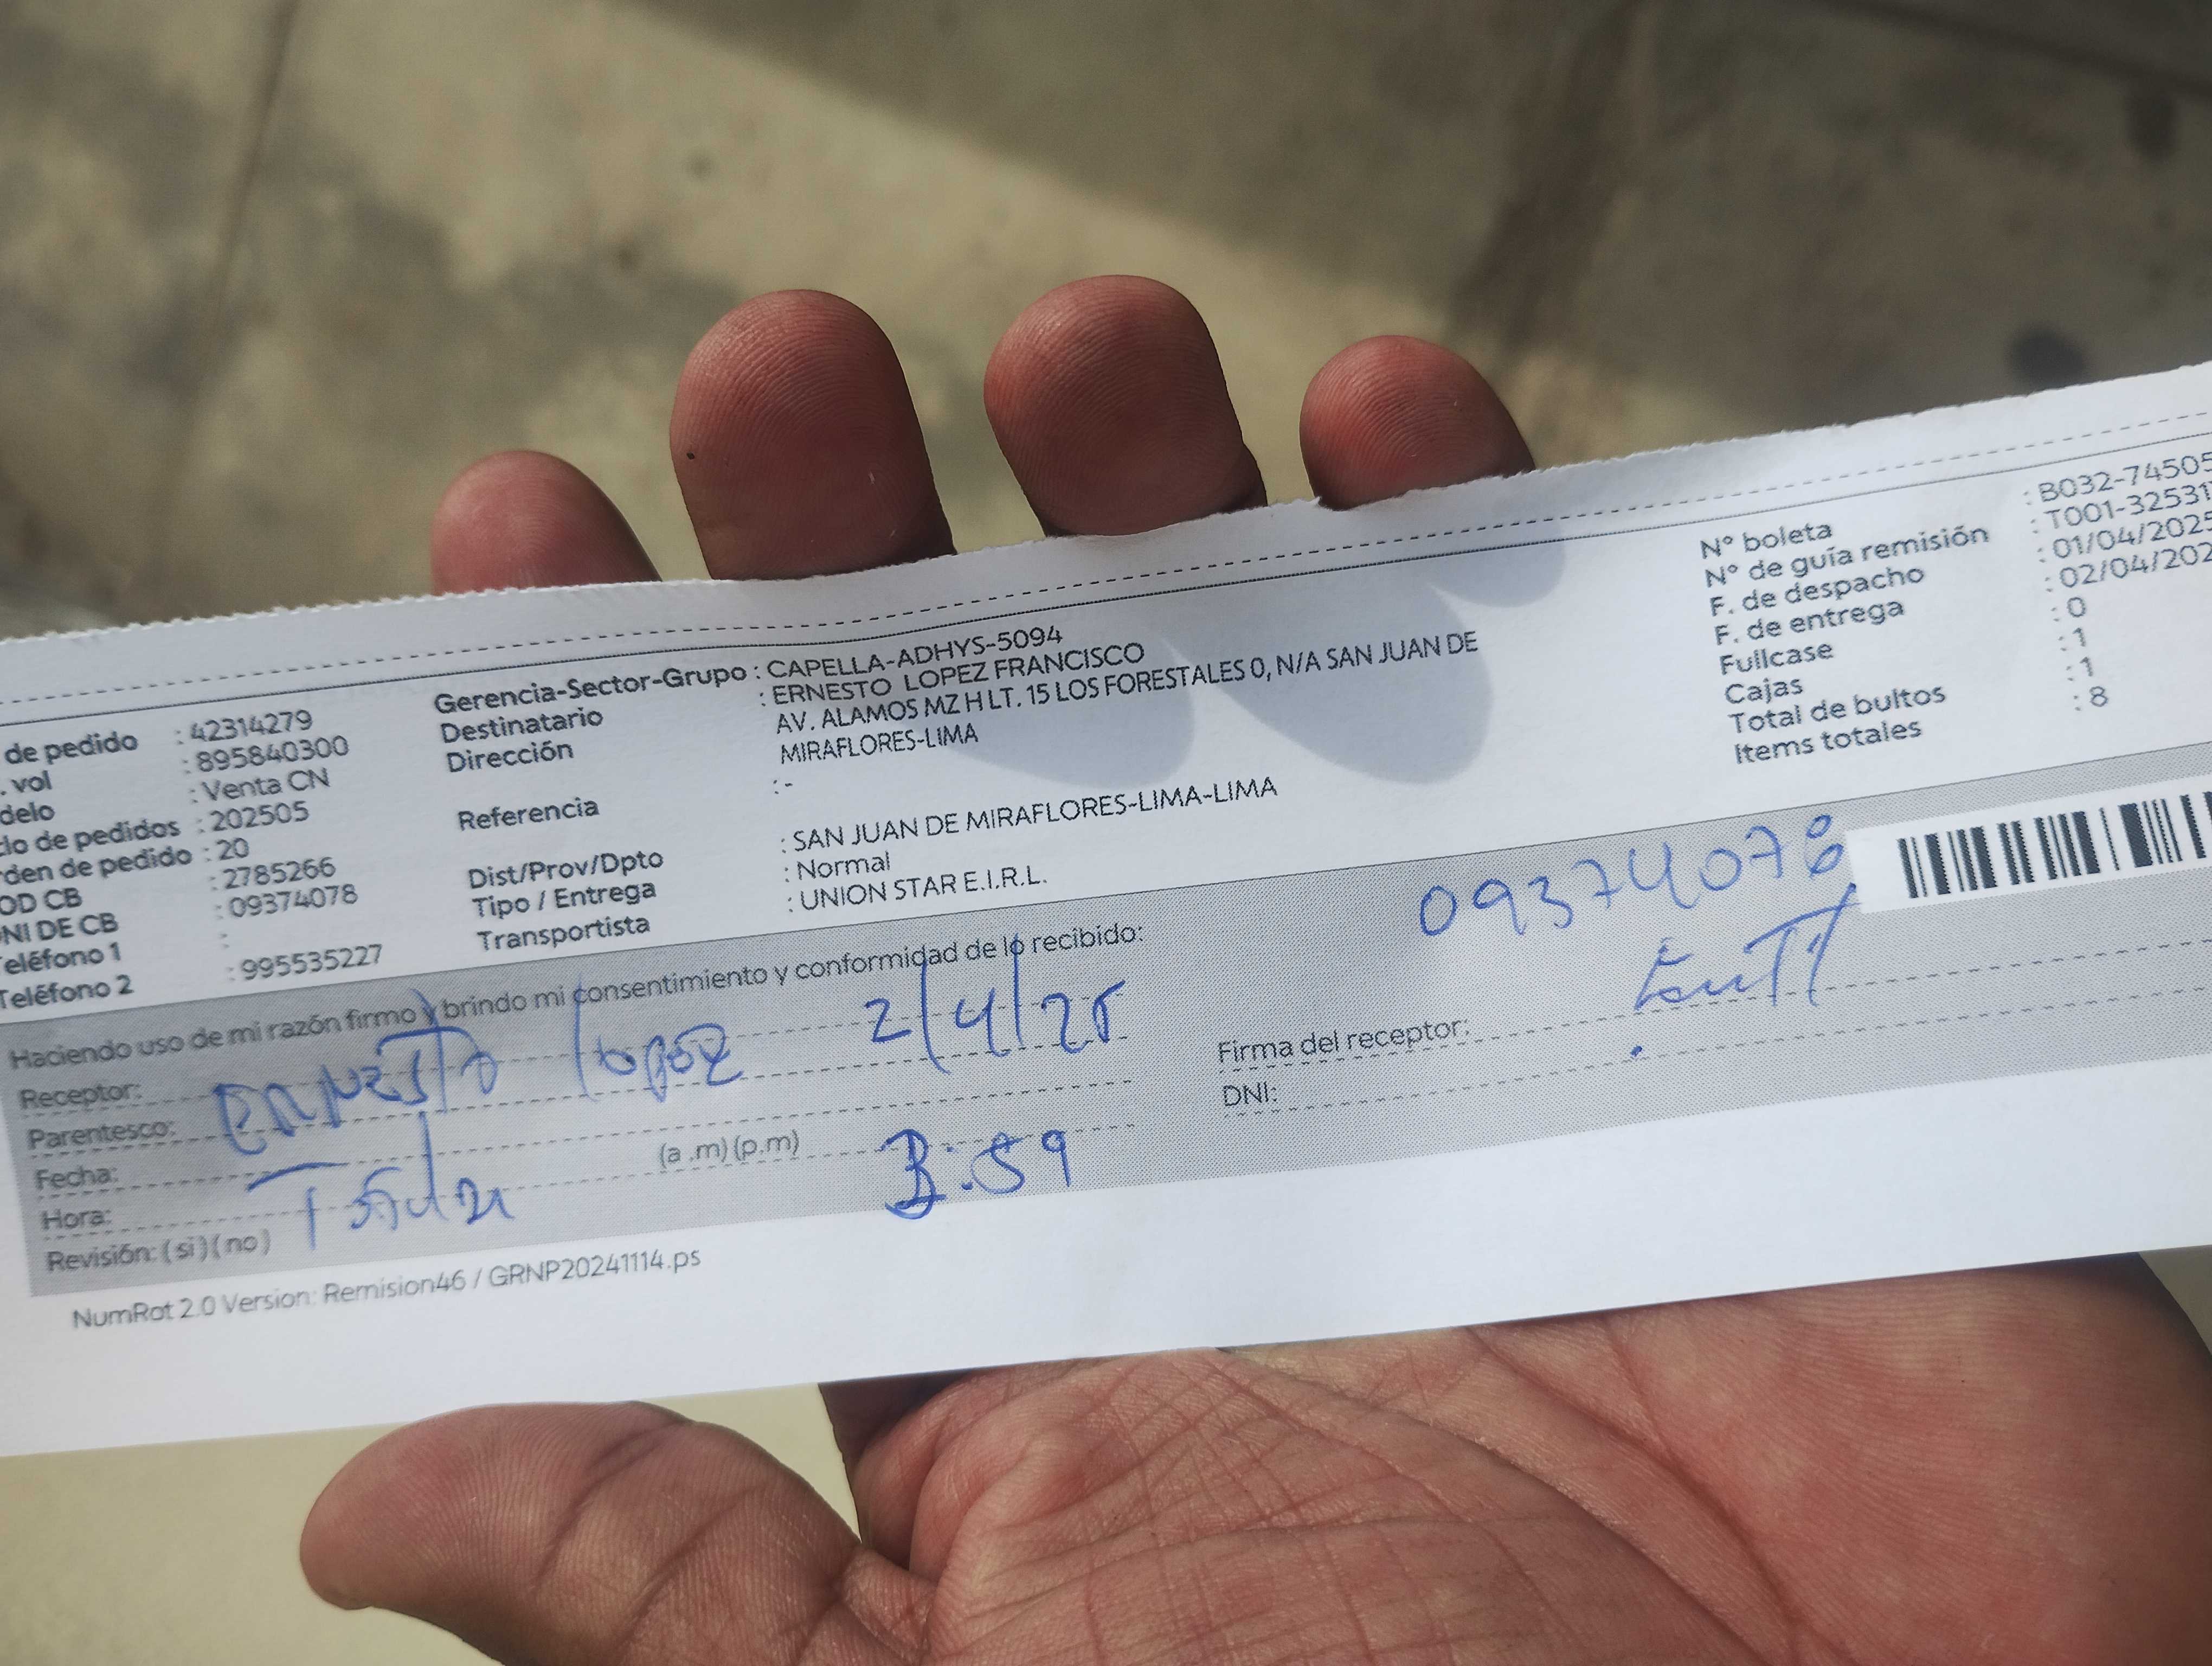 de pedido : 42314279
. vol : 895840300
delo : Venta CN
lo de pedidos : 202505
den de pedido : 20
OD CB : 2785266
NI DE CB : 09374078
Teléfono 1 :
Teléfono 2 : 995535227
Gerencia-Sector-Grupo : CAPELLA-ADHYS-5094
Destinatario : ERNESTO LOPEZ FRANCISCO
Dirección AV. ALAMOS MZ H LT. 15 LOS FORESTALES 0, N/A SAN JUAN DE
MIRAFLORES-LIMA
Referencia : -
Dist/Prov/Dpto : SAN JUAN DE MIRAFLORES-LIMA-LIMA
Tipo / Entrega : Normal
Transportista : UNION STAR E.I.R.L.
N° boleta : B032-74505
N° de guía remisión : T001-32531
F. de despacho : 01/04/2025
F. de entrega : 02/04/202
Fullcase : 0
Cajas : 1
Total de bultos : 1
Items totales : 8
Haciendo uso de mi razón firmo y brindo mi consentimiento y conformidad de lo recibido:
Receptor: Ernesto Lopez 2/4/25
Parentesco:
Fecha:
Hora: (a .m) (p.m) :59
Revisión: (si) (no)
09374078
Firma del receptor:
DNI:
NumRot 2.0 Version: Remision46 / GRNP20241114.ps